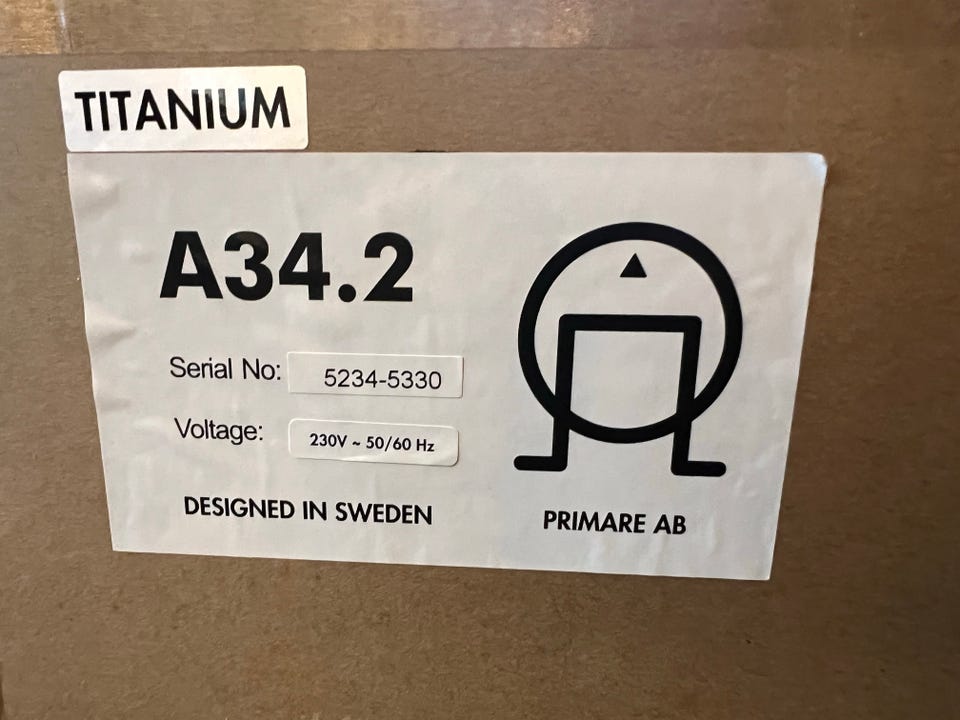 TITANIUM
A34.2
Serial No: 5234-5330
Voltage: 230V ~ 50/60 Hz
DESIGNED IN SWEDEN
PRIMARE AB